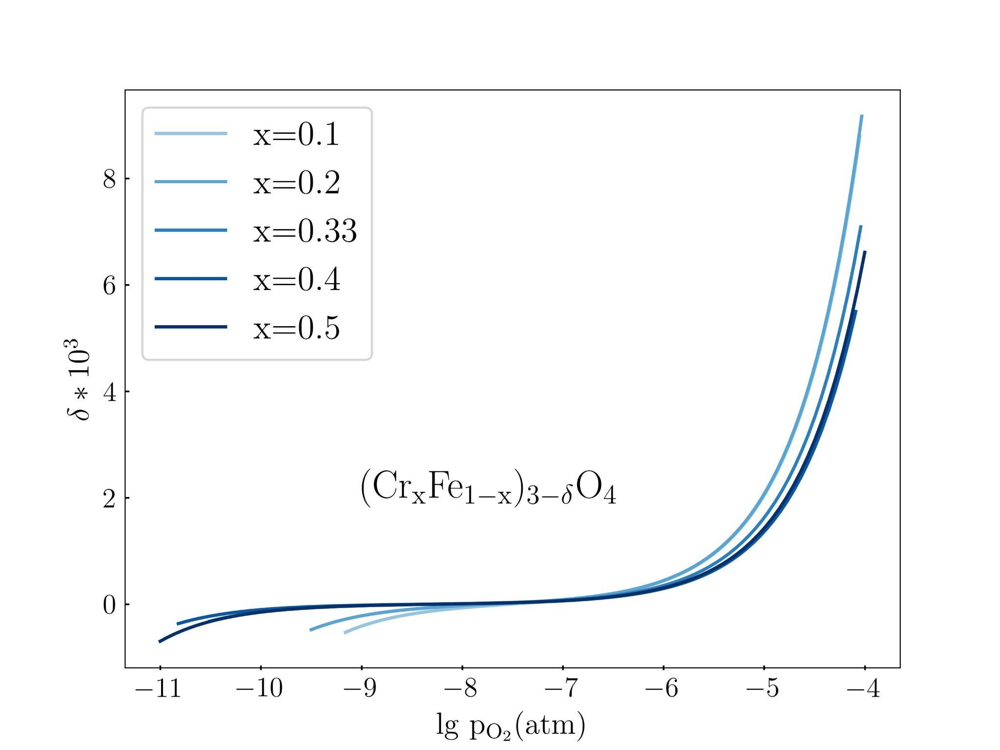 x=0.1
x=0.2
x=0.33
x=0.4
x=0.5
8
6
4
2
0
δ ∗ 10³
(CrₓFe₁₋ₓ)₃₋δO₄
−11 −10 −9 −8 −7 −6 −5 −4
lg p_O₂(atm)